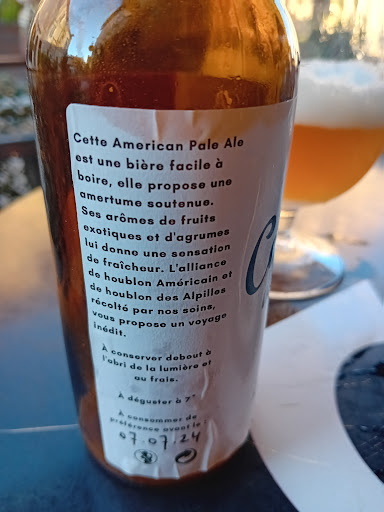 Cette American Pale Ale
est une bière facile à
boire, elle propose une
amertume soutenue.
Ses arômes de fruits
exotiques et d'agrumes
lui donne une sensation
de fraîcheur. L'alliance
de houblon Américain et
de houblon des Alpilles
récolté par nos soins,
vous propose un voyage
inédit.
À conserver debout à
l'abri de la lumière et
au frais.
À déguster à 7°
À consommer de
préférence avant le
07.07.24